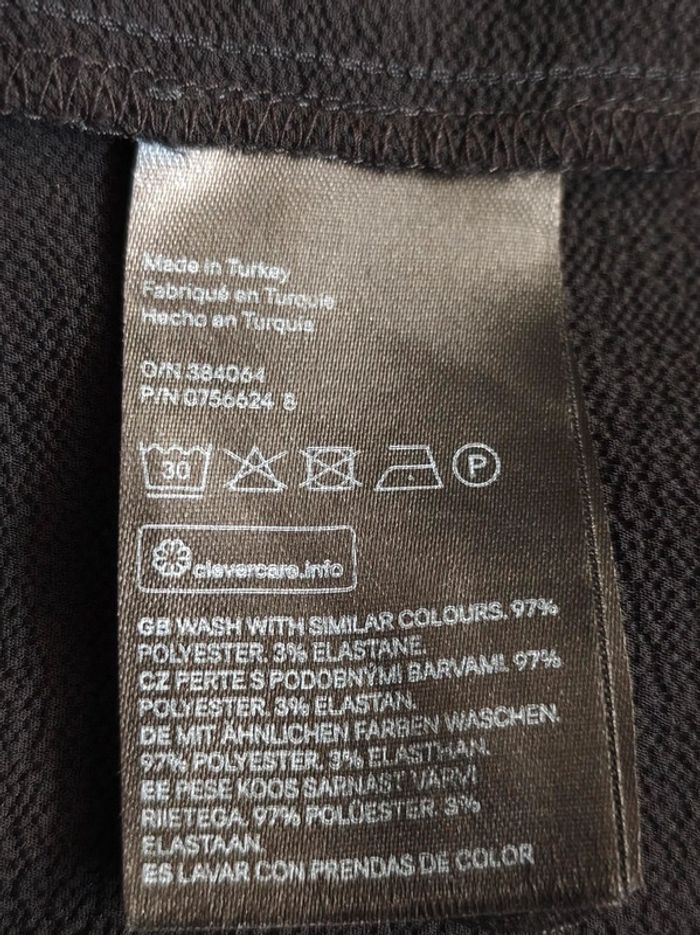 Made in Turkey
Fabriqué en Turquie
Hecho en Turquia
O/N 384064
P/N 0756624 8
30 P
clevercare.info
GB WASH WITH SIMILAR COLOURS. 97%
POLYESTER. 3% ELASTANE.
CZ PERTE S PODOBNÝMI BARVAMI. 97%
POLYESTER. 3% ELASTAN.
DE MIT ÄHNLICHEN FARBEN WASCHEN.
97% POLYESTER. 3% ELASTHAN.
EE PESE KOOS SARNAST VÄRVI
RIIETEGA. 97% POLÜESTER. 3%
ELASTAAN.
ES LAVAR CON PRENDAS DE COLOR